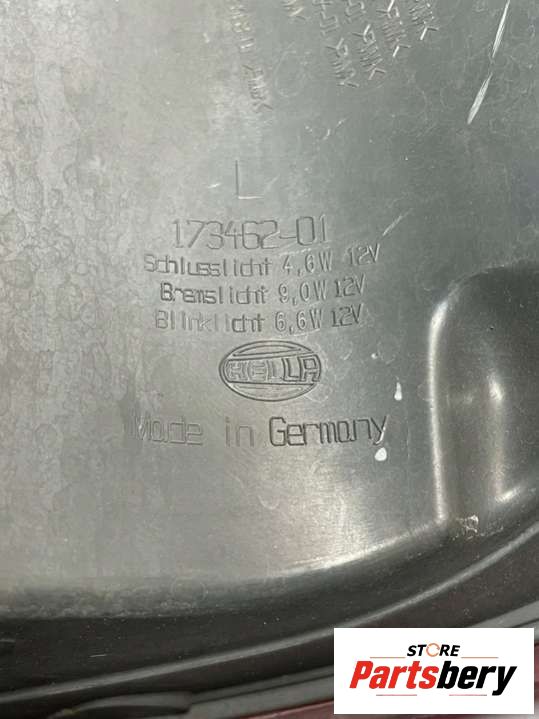 L
173462-01
Schlusslicht 4,6W 12V
Bremslicht 9,0W 12V
Blinklicht 6,6W 12V
HELLA
Made in Germany
STORE
Partsbery